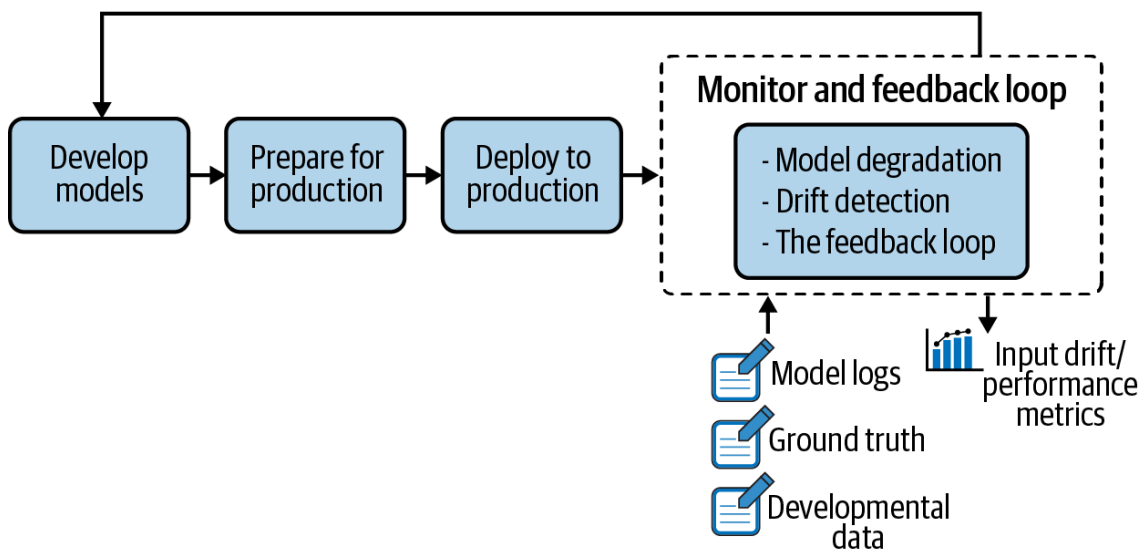 Develop
models
Prepare for
production
Deploy to
production
Monitor and feedback loop
- Model degradation
- Drift detection
- The feedback loop
Model logs
Ground truth
Developmental
data
Input drift/
performance
metrics